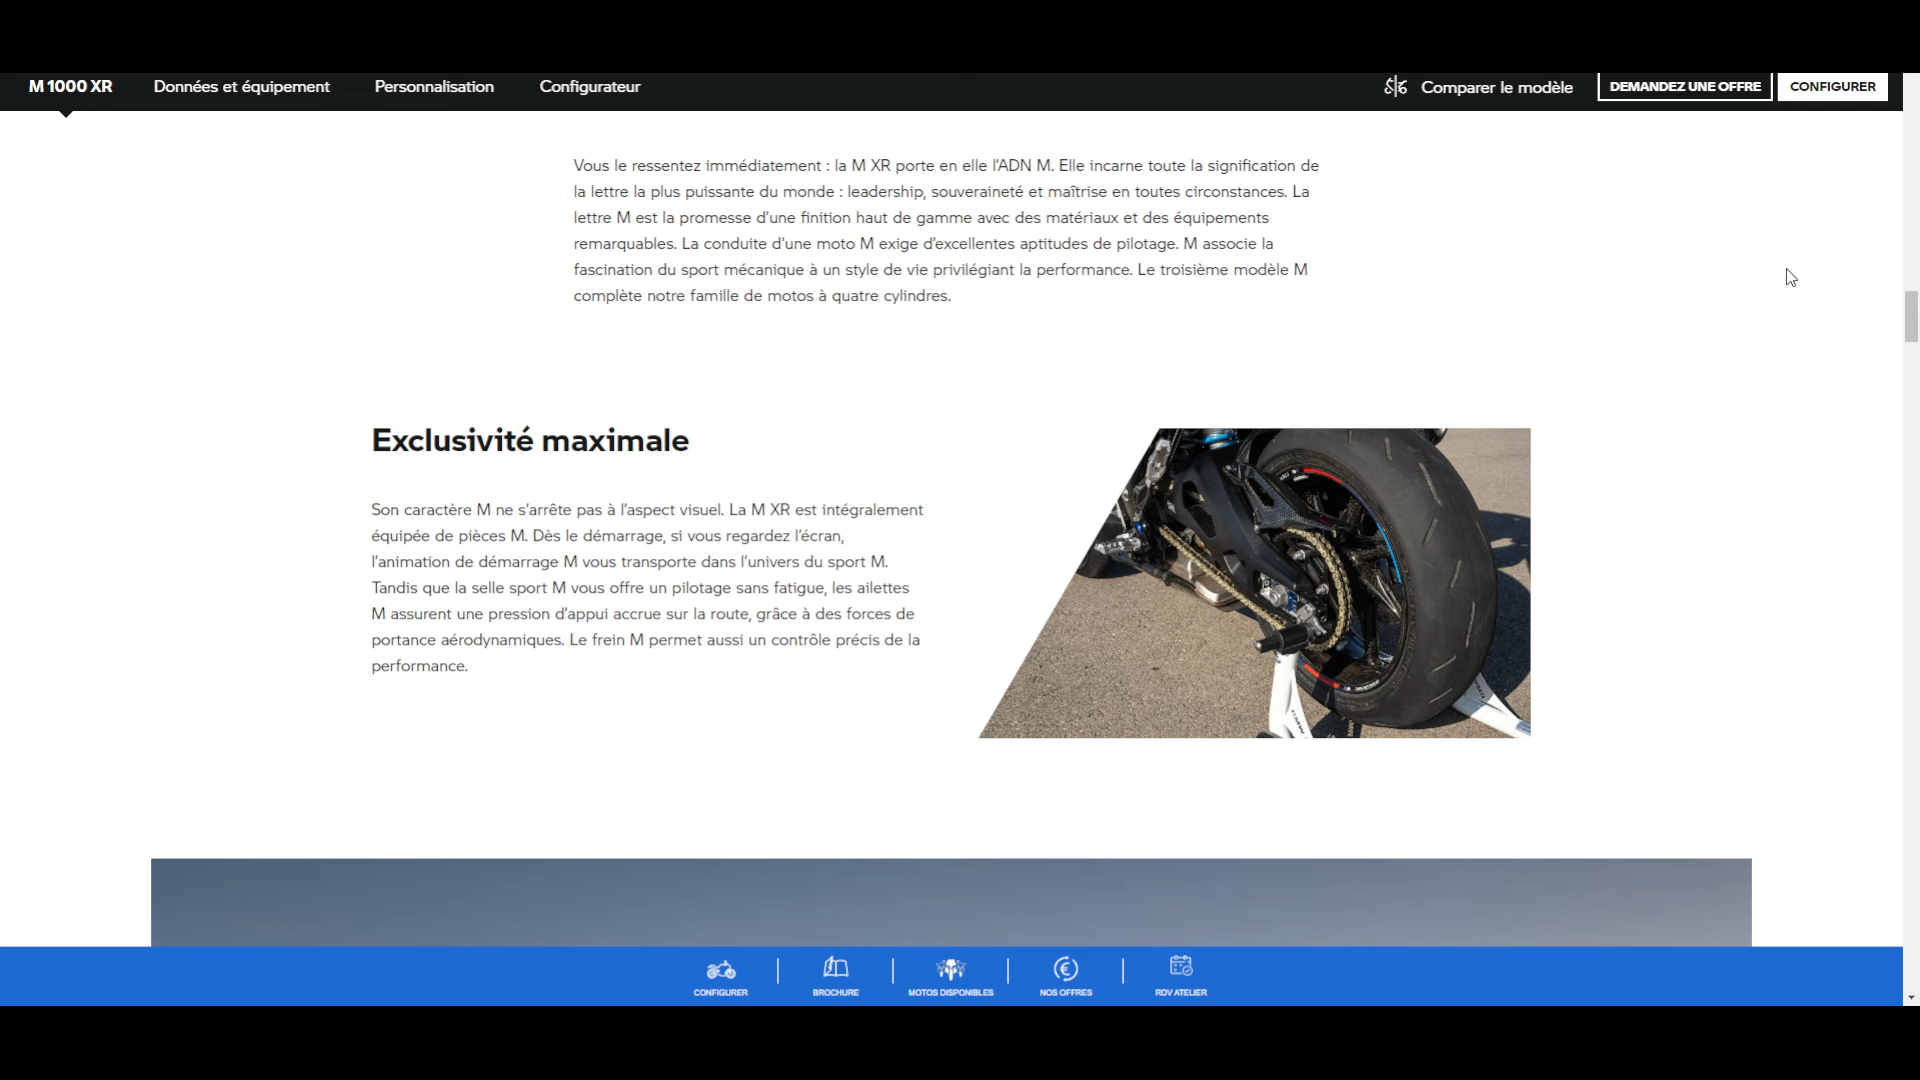 M 1000 XR
Données et équipement
Personnalisation
Configurateur
Comparer le modèle
DEMANDEZ UNE OFFRE
CONFIGURER
Vous le ressentez immédiatement : la M XR porte en elle l’ADN M. Elle incarne toute la signification de
la lettre la plus puissante du monde : leadership, souveraineté et maîtrise en toutes circonstances. La
lettre M est la promesse d’une finition haut de gamme avec des matériaux et des équipements
remarquables. La conduite d’une moto M exige d’excellentes aptitudes de pilotage. M associe la
fascination du sport mécanique à un style de vie privilégiant la performance. Le troisième modèle M
complète notre famille de motos à quatre cylindres.
Exclusivité maximale
Son caractère M ne s’arrête pas à l’aspect visuel. La M XR est intégralement
équipée de pièces M. Dès le démarrage, si vous regardez l’écran,
l’animation de démarrage M vous transporte dans l’univers du sport M.
Tandis que la selle sport M vous offre un pilotage sans fatigue, les ailettes
M assurent une pression d’appui accrue sur la route, grâce à des forces de
portance aérodynamiques. Le frein M permet aussi un contrôle précis de la
performance.
CONFIGURER
BROCHURE
MOTOS DISPONIBLES
NOS OFFRES
RDV ATELIER